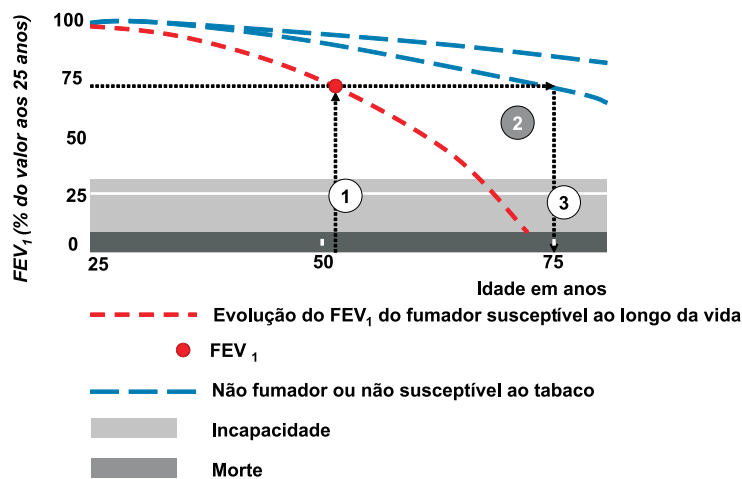 FEV1 (% do valor aos 25 anos)
100
75
50
25
0
1
2
3
25
50
75
Idade em anos
Evolução do FEV1 do fumador susceptível ao longo da vida
FEV 1
Não fumador ou não susceptível ao tabaco
Incapacidade
Morte